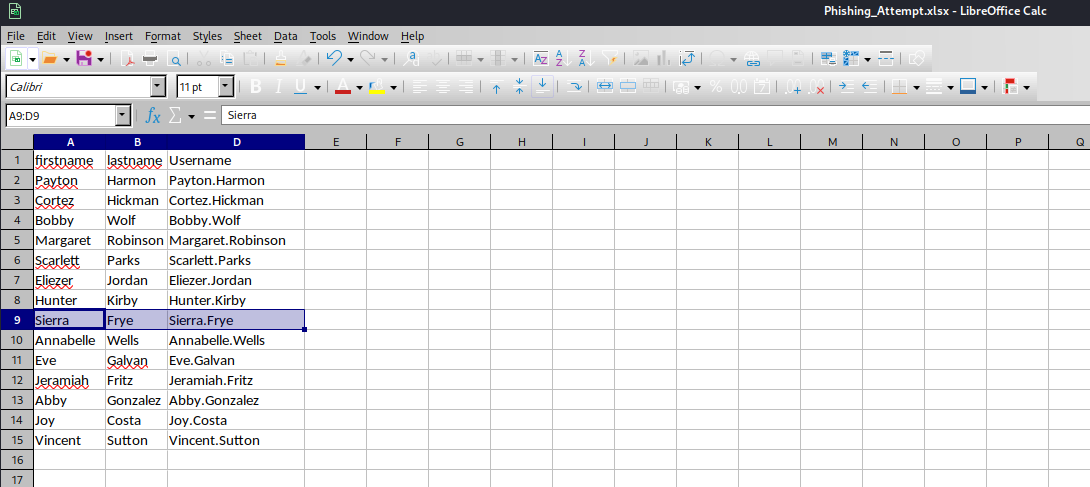 Phishing_Attempt.xlsx - LibreOffice Calc
File Edit View Insert Format Styles Sheet Data Tools Window Help
Calibri 11 pt
A9:D9 Sierra
A B D E F G H I J K L M N O P Q
1 firstname lastname Username
2 Payton Harmon Payton.Harmon
3 Cortez Hickman Cortez.Hickman
4 Bobby Wolf Bobby.Wolf
5 Margaret Robinson Margaret.Robinson
6 Scarlett Parks Scarlett.Parks
7 Eliezer Jordan Eliezer.Jordan
8 Hunter Kirby Hunter.Kirby
9 Sierra Frye Sierra.Frye
10 Annabelle Wells Annabelle.Wells
11 Eve Galvan Eve.Galvan
12 Jeramiah Fritz Jeramiah.Fritz
13 Abby Gonzalez Abby.Gonzalez
14 Joy Costa Joy.Costa
15 Vincent Sutton Vincent.Sutton
16
17